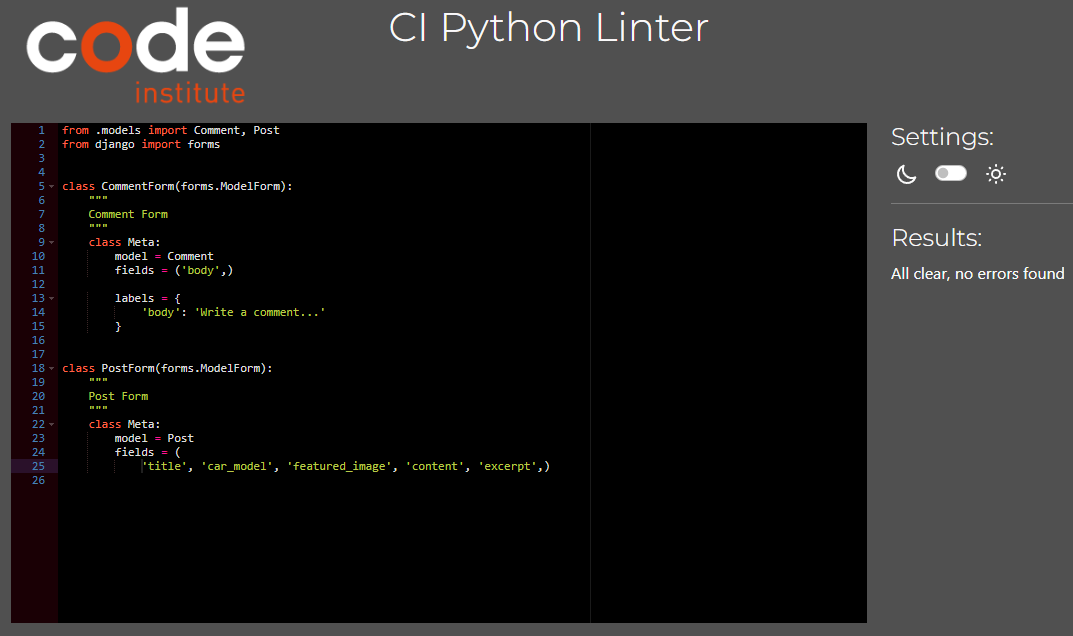 code
institute
CI Python Linter
1 from .models import Comment, Post
2 from django import forms
3
4
5 class CommentForm(forms.ModelForm):
6     """
7     Comment Form
8     """
9     class Meta:
10         model = Comment
11         fields = ('body',)
12
13         labels = {
14             'body': 'Write a comment...'
15         }
16
17
18 class PostForm(forms.ModelForm):
19     """
20     Post Form
21     """
22     class Meta:
23         model = Post
24         fields = (
25             'title', 'car_model', 'featured_image', 'content', 'excerpt',)
26
Settings:
Results:
All clear, no errors found